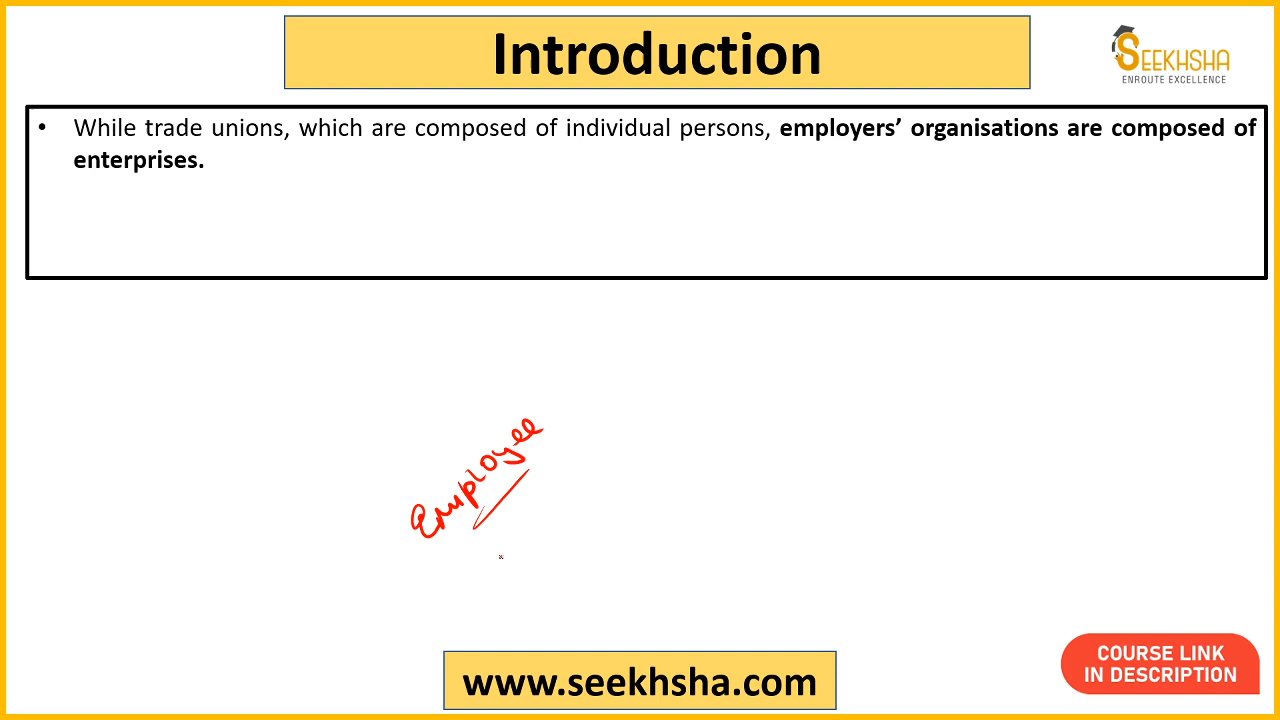 Introduction
SEEKHSHA
ENROUTE EXCELLENCE
• While trade unions, which are composed of individual persons, employers’ organisations are composed of
enterprises.
Employee
www.seekhsha.com
COURSE LINK
IN DESCRIPTION